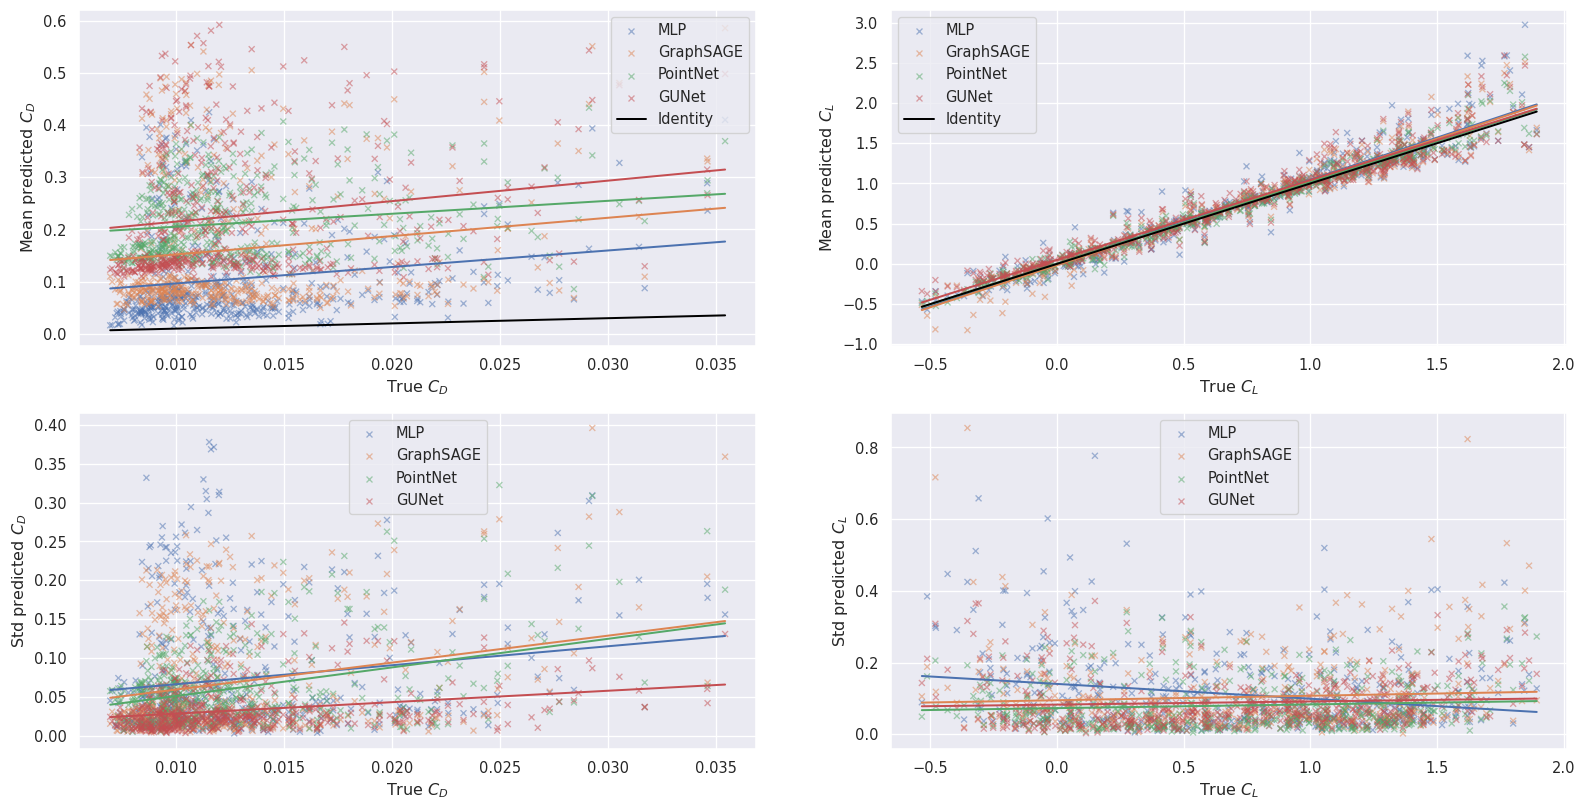 0.6
0.5
0.4
0.3
0.2
0.1
0.0
Mean predicted C_D
MLP
GraphSAGE
PointNet
GUNet
Identity
0.010 0.015 0.020 0.025 0.030 0.035
True C_D
3.0
2.5
2.0
1.5
1.0
0.5
0.0
−0.5
−1.0
Mean predicted C_L
MLP
GraphSAGE
PointNet
GUNet
Identity
−0.5 0.0 0.5 1.0 1.5 2.0
True C_L
0.40
0.35
0.30
0.25
0.20
0.15
0.10
0.05
0.00
Std predicted C_D
MLP
GraphSAGE
PointNet
GUNet
0.010 0.015 0.020 0.025 0.030 0.035
True C_D
0.8
0.6
0.4
0.2
0.0
Std predicted C_L
MLP
GraphSAGE
PointNet
GUNet
−0.5 0.0 0.5 1.0 1.5 2.0
True C_L